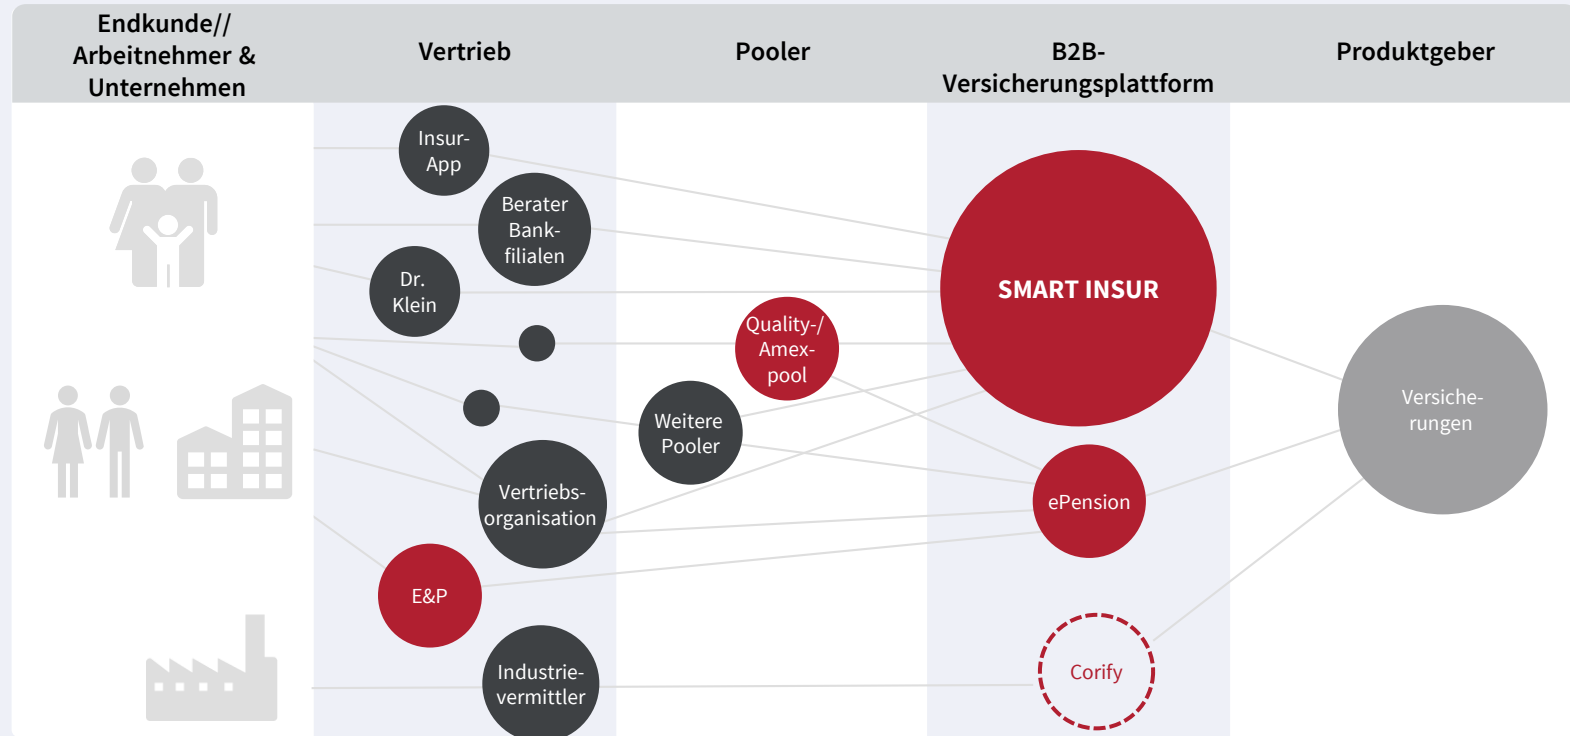 Endkunde//
Arbeitnehmer &
Unternehmen
Vertrieb
Pooler
B2B-
Versicherungsplattform
Produktgeber
Insur-
App
Berater
Bank-
filialen
Dr.
Klein
Vertriebs-
organisation
E&P
Industrie-
vermittler
Quality-/
Amex-
pool
Weitere
Pooler
SMART INSUR
ePension
Corify
Versiche-
rungen